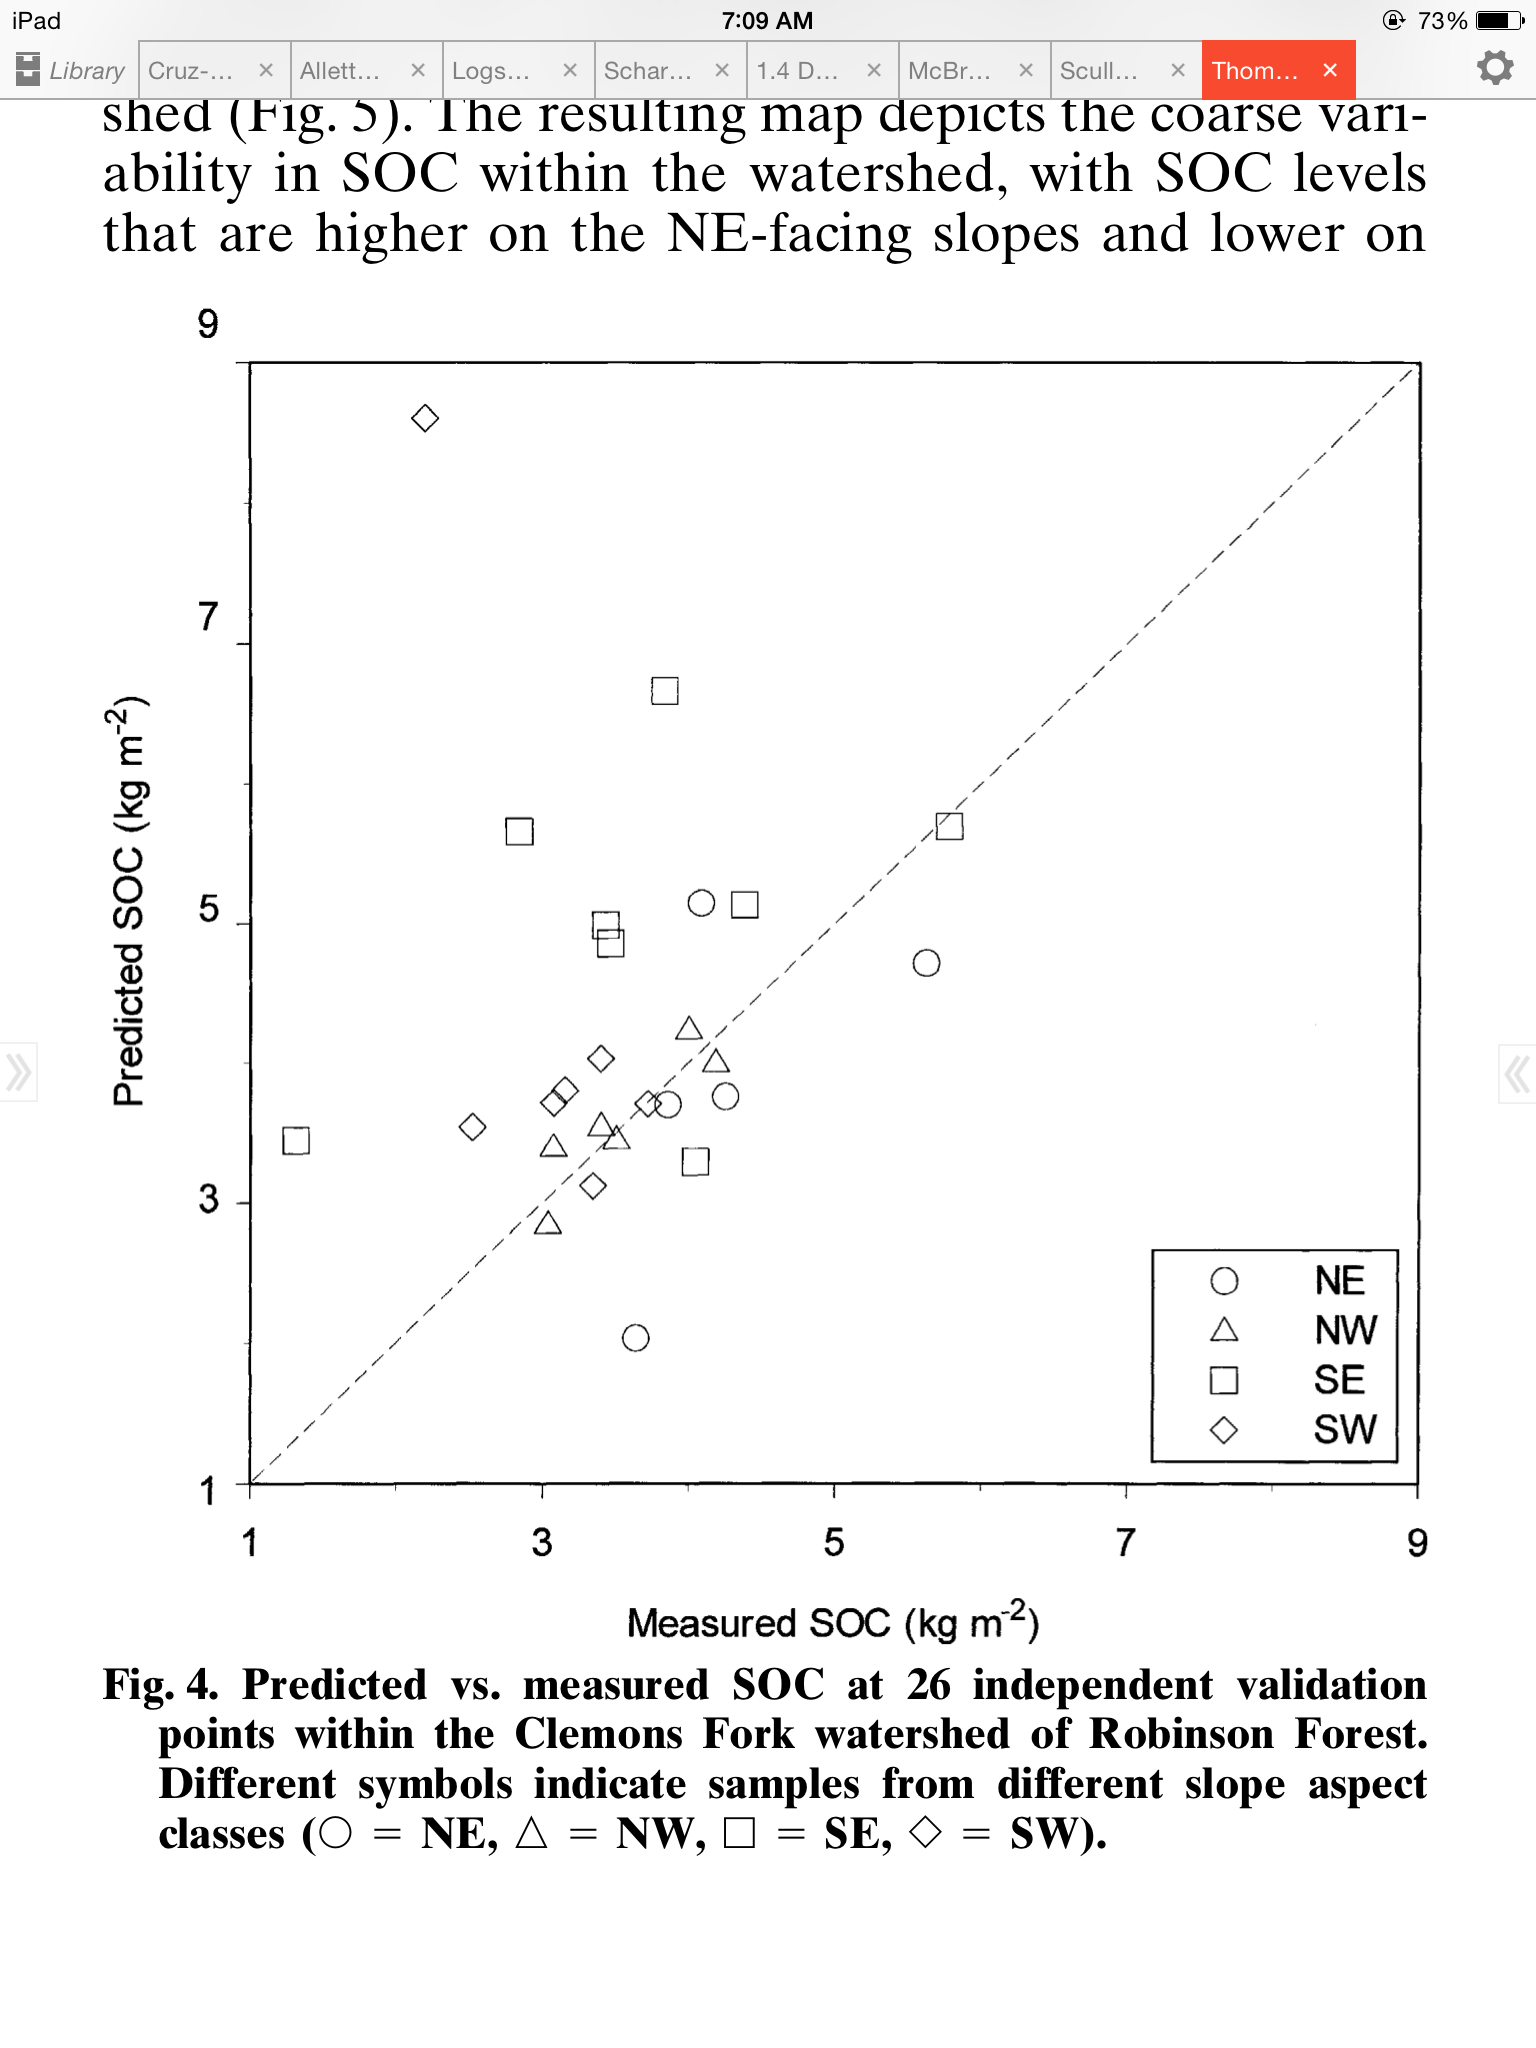 iPad 7:09 AM 73%
Library Cruz-... × Allett... × Logs... × Schar... × 1.4 D... × McBr... × Scull... × Thom... ×
shed (Fig. 5). The resulting map depicts the coarse vari-
ability in SOC within the watershed, with SOC levels
that are higher on the NE-facing slopes and lower on
9
7
5
3
1
Predicted SOC (kg m⁻²)
NE
NW
SE
SW
1 3 5 7 9
Measured SOC (kg m⁻²)
Fig. 4. Predicted vs. measured SOC at 26 independent validation
points within the Clemons Fork watershed of Robinson Forest.
Different symbols indicate samples from different slope aspect
classes (○ = NE, △ = NW, □ = SE, ◇ = SW).